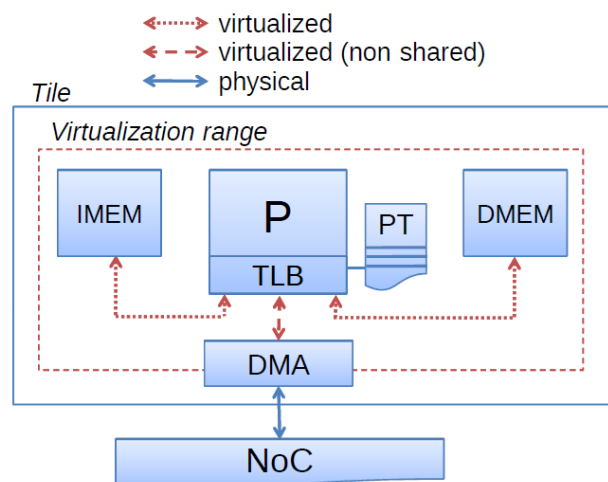 virtualized
virtualized (non shared)
physical
Tile
Virtualization range
IMEM
P
PT
DMEM
TLB
DMA
NoC